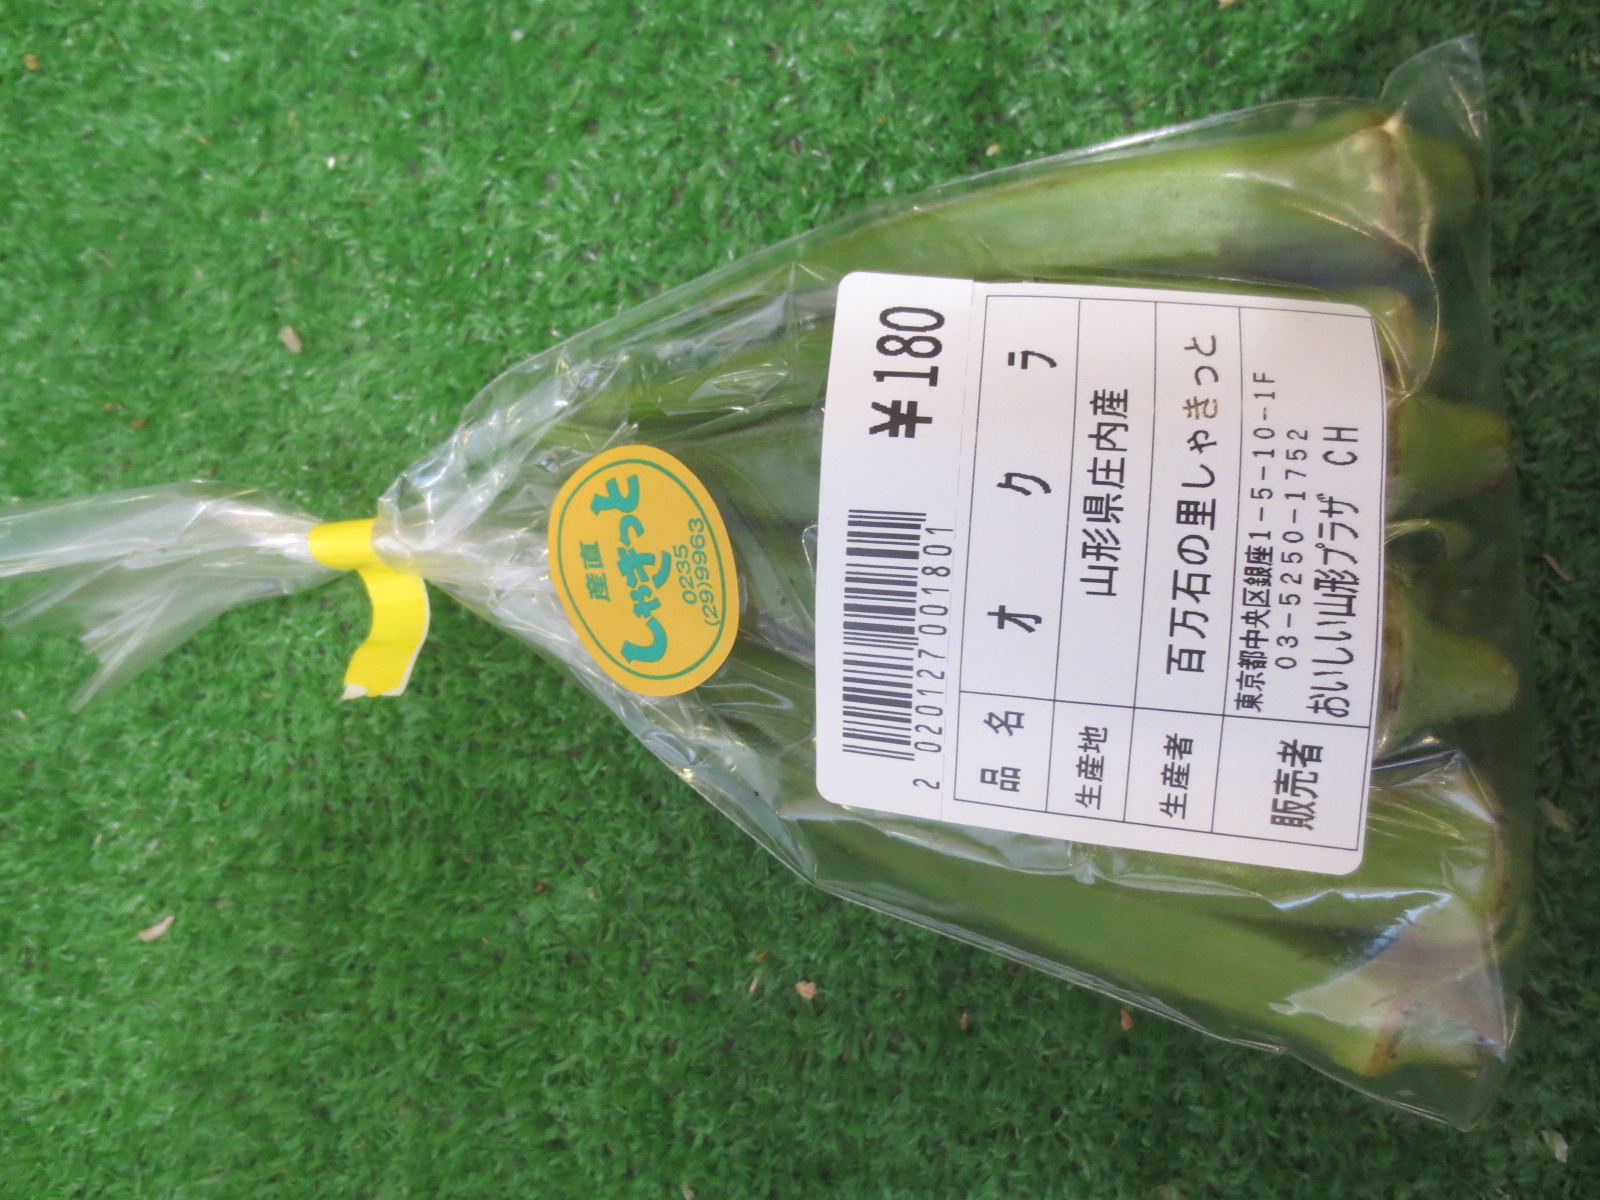 産直
しゃきっと
0235
(29)9963
¥180
2 020127 001801
品名 オクラ
生産地 山形県庄内産
生産者 百万石の里しゃきっと
販売者 東京都中央区銀座1-5-10-1F
03-5250-1752
おいしい山形プラザ CH